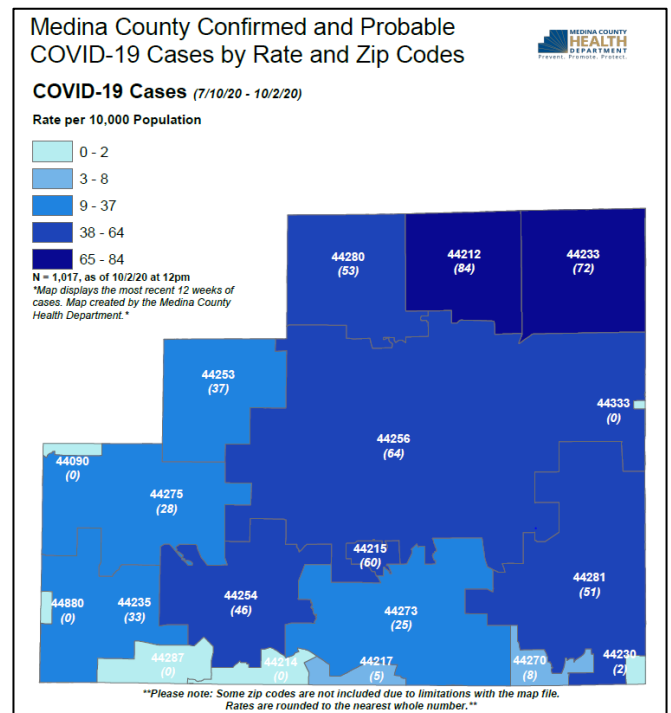 Medina County Confirmed and Probable
COVID-19 Cases by Rate and Zip Codes
MEDINA COUNTY
HEALTH
DEPARTMENT
Prevent. Promote. Protect.
COVID-19 Cases (7/10/20 - 10/2/20)
Rate per 10,000 Population
0 - 2
3 - 8
9 - 37
38 - 64
65 - 84
N = 1,017, as of 10/2/20 at 12pm
*Map displays the most recent 12 weeks of
cases. Map created by the Medina County
Health Department.*
44280
(53)
44212
(84)
44233
(72)
44253
(37)
44333
(0)
44256
(64)
44090
(0)
44275
(28)
44215
(60)
44281
(51)
44254
(46)
44880
(0)
44235
(33)
44273
(25)
44287
(0)
44214
(0)
44217
(5)
44270
(8)
44230
(2)
**Please note: Some zip codes are not included due to limitations with the map file.
Rates are rounded to the nearest whole number.**